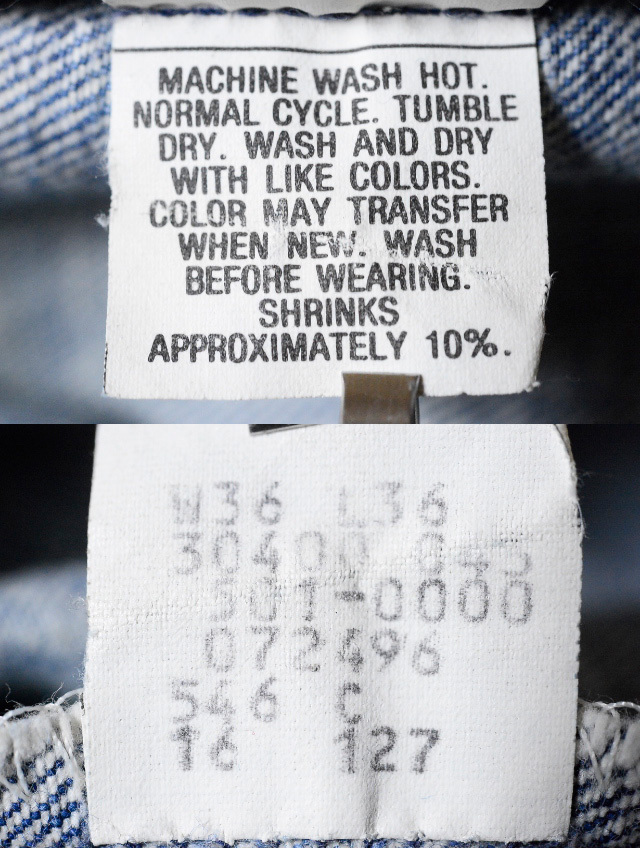 MACHINE WASH HOT.
NORMAL CYCLE. TUMBLE
DRY. WASH AND DRY
WITH LIKE COLORS.
COLOR MAY TRANSFER
WHEN NEW. WASH
BEFORE WEARING.
SHRINKS
APPROXIMATELY 10%.
W36 L36
30400
501-0000
072496
546 C
16 127